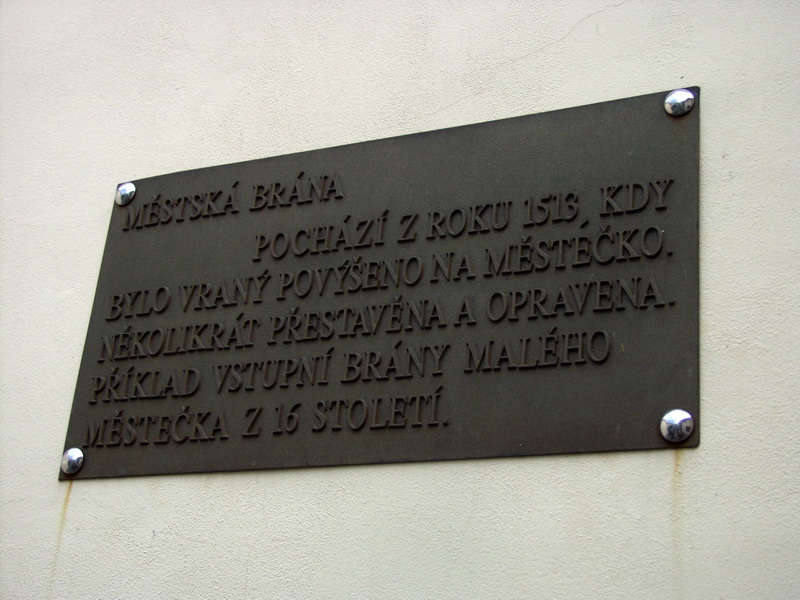 MĚSTSKÁ BRÁNA
POCHÁZÍ Z ROKU 1513, KDY
BYLO VRANÝ POVÝŠENO NA MĚSTEČKO.
NĚKOLIKRÁT PŘESTAVĚNA A OPRAVENA.
PŘÍKLAD VSTUPNÍ BRÁNY MALÉHO
MĚSTEČKA Z 16 STOLETÍ.